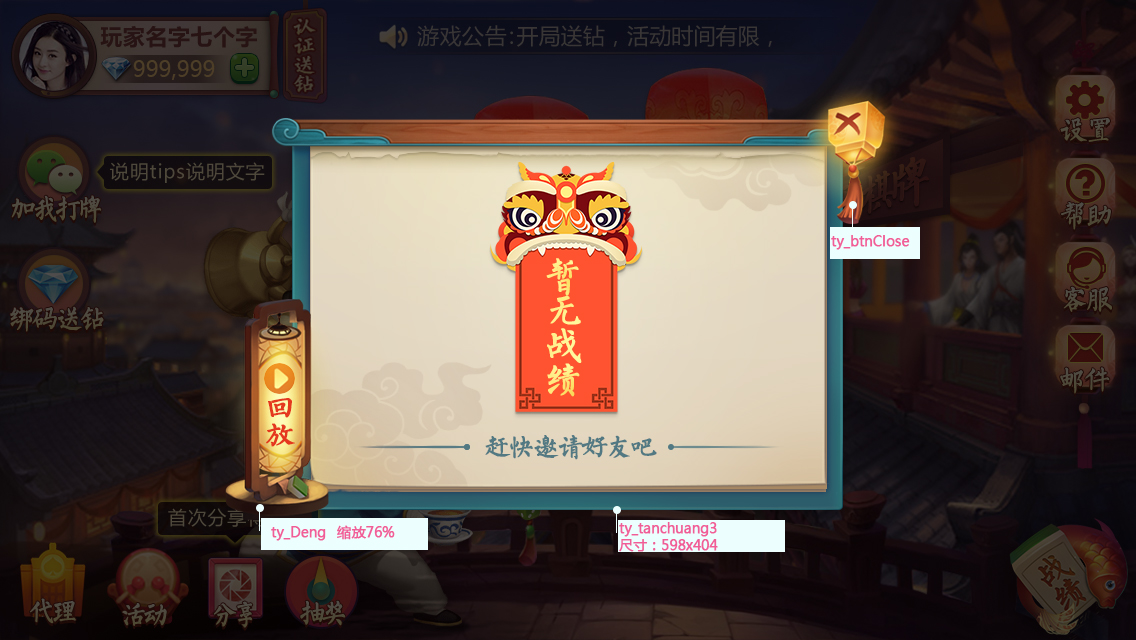 玩家名字七个字
999,999
认证送钻
游戏公告:开局送钻，活动时间有限，
设置
加我打牌
说明tips说明文字
棋牌
帮助
ty_btnClose
客服
绑码送钻
邮件
暂无战绩
回放
赶快邀请好友吧
首次分享
ty_Deng 缩放76%
ty_tanchuang3
尺寸：598x404
代理
活动
分享
抽奖
战绩